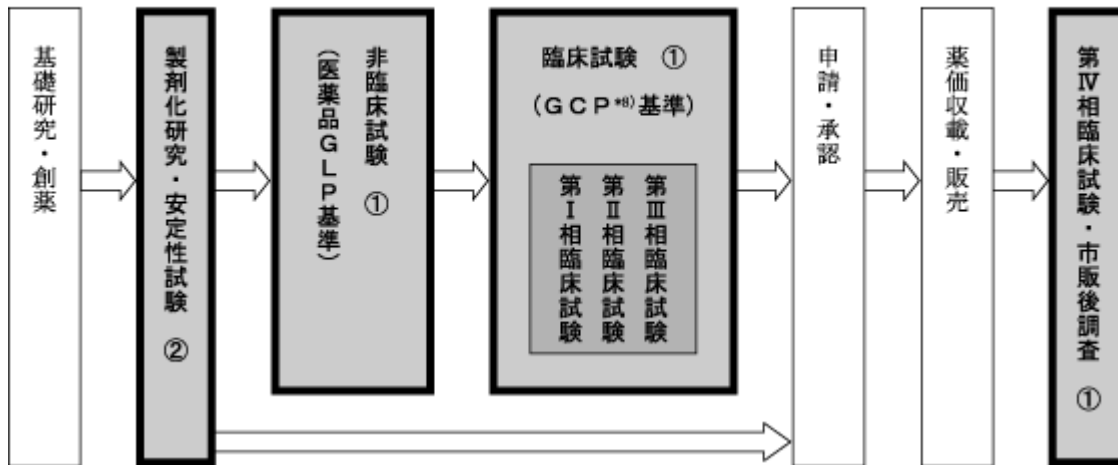 基礎研究・創薬
製剤化研究・安定性試験 ②
非臨床試験 ①
（医薬品GLP基準）
臨床試験 ①
（GCP*8）基準）
第Ⅰ相臨床試験
第Ⅱ相臨床試験
第Ⅲ相臨床試験
申請・承認
薬価収載・販売
第Ⅳ相臨床試験・市販後調査 ①